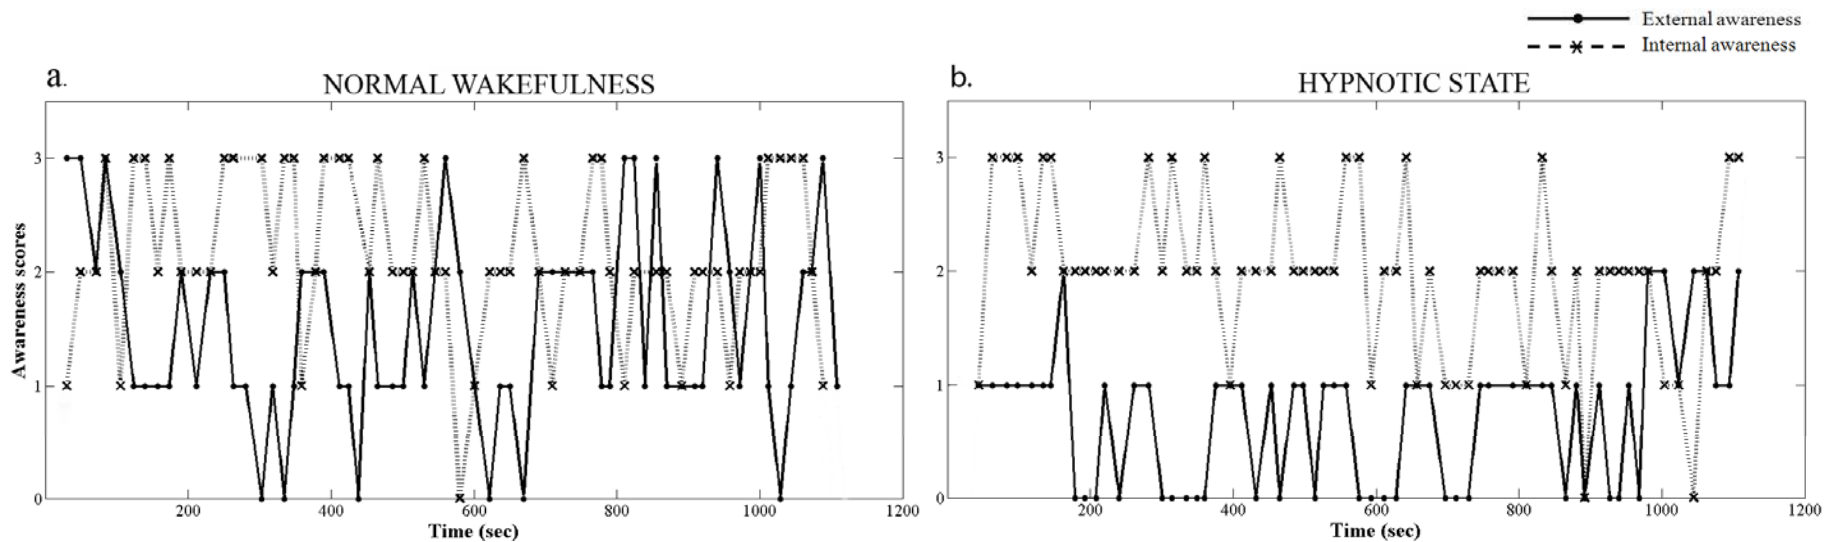 External awareness
Internal awareness
a.
NORMAL WAKEFULNESS
b.
HYPNOTIC STATE
Awareness scores
3
2
1
0
200
400
600
800
1000
1200
Time (sec)
3
2
1
0
200
400
600
800
1000
1200
Time (sec)